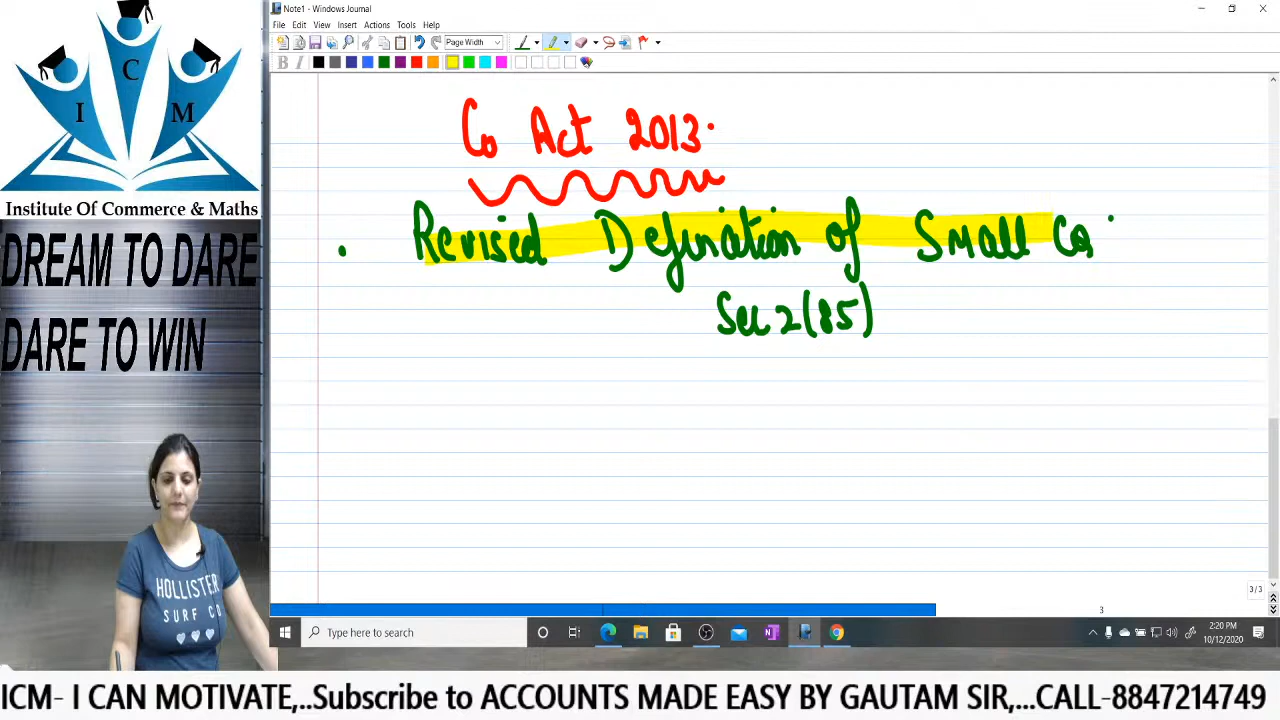 Note1 - Windows Journal
File Edit View Insert Actions Tools Help
Page Width
B I
I C M
Institute Of Commerce & Maths
DREAM TO DARE
DARE TO WIN
Co Act 2013.
. Revised Definition of Small Co.
Sec 2(85)
HOLLISTER
SURF CO
3/3
3
Type here to search
2:20 PM
10/12/2020
ICM- I CAN MOTIVATE,..Subscribe to ACCOUNTS MADE EASY BY GAUTAM SIR,...CALL-8847214749